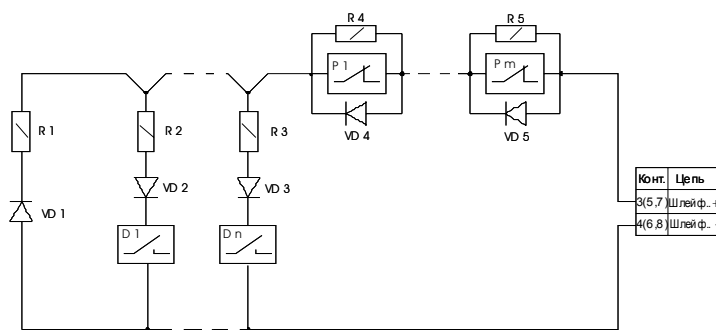 R 4
R 5
P 1
P m
R 1
R 2
R 3
VD 4
VD 5
VD 1
VD 2
VD 3
Конт. Цепь
3(5,7) Шлейф.. +
4(6,8) Шлейф.. -
D 1
D n